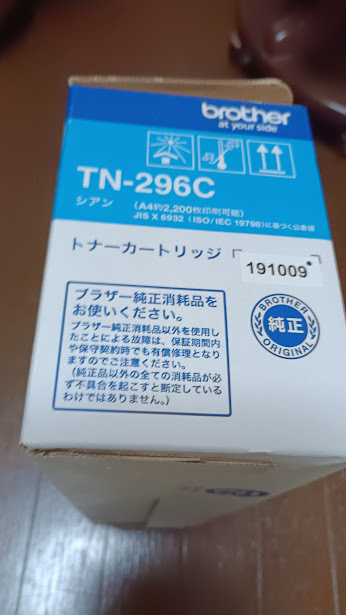 brother
at your side
TN-296C
シアン (A4約2,200枚印刷可能)
JIS X 6932 (ISO/IEC 19798)に基づく公表値
トナーカートリッジ
191009*
ブラザー純正消耗品を
お使いください。
ブラザー純正消耗品以外を使用し
たことによる故障は、保証期間内
や保守契約時でも有償修理となり
ますのでご注意ください。
(純正品以外の全ての消耗品が必
ず不具合を起こすと断定している
わけではありません。)
BROTHER
純正
ORIGINAL